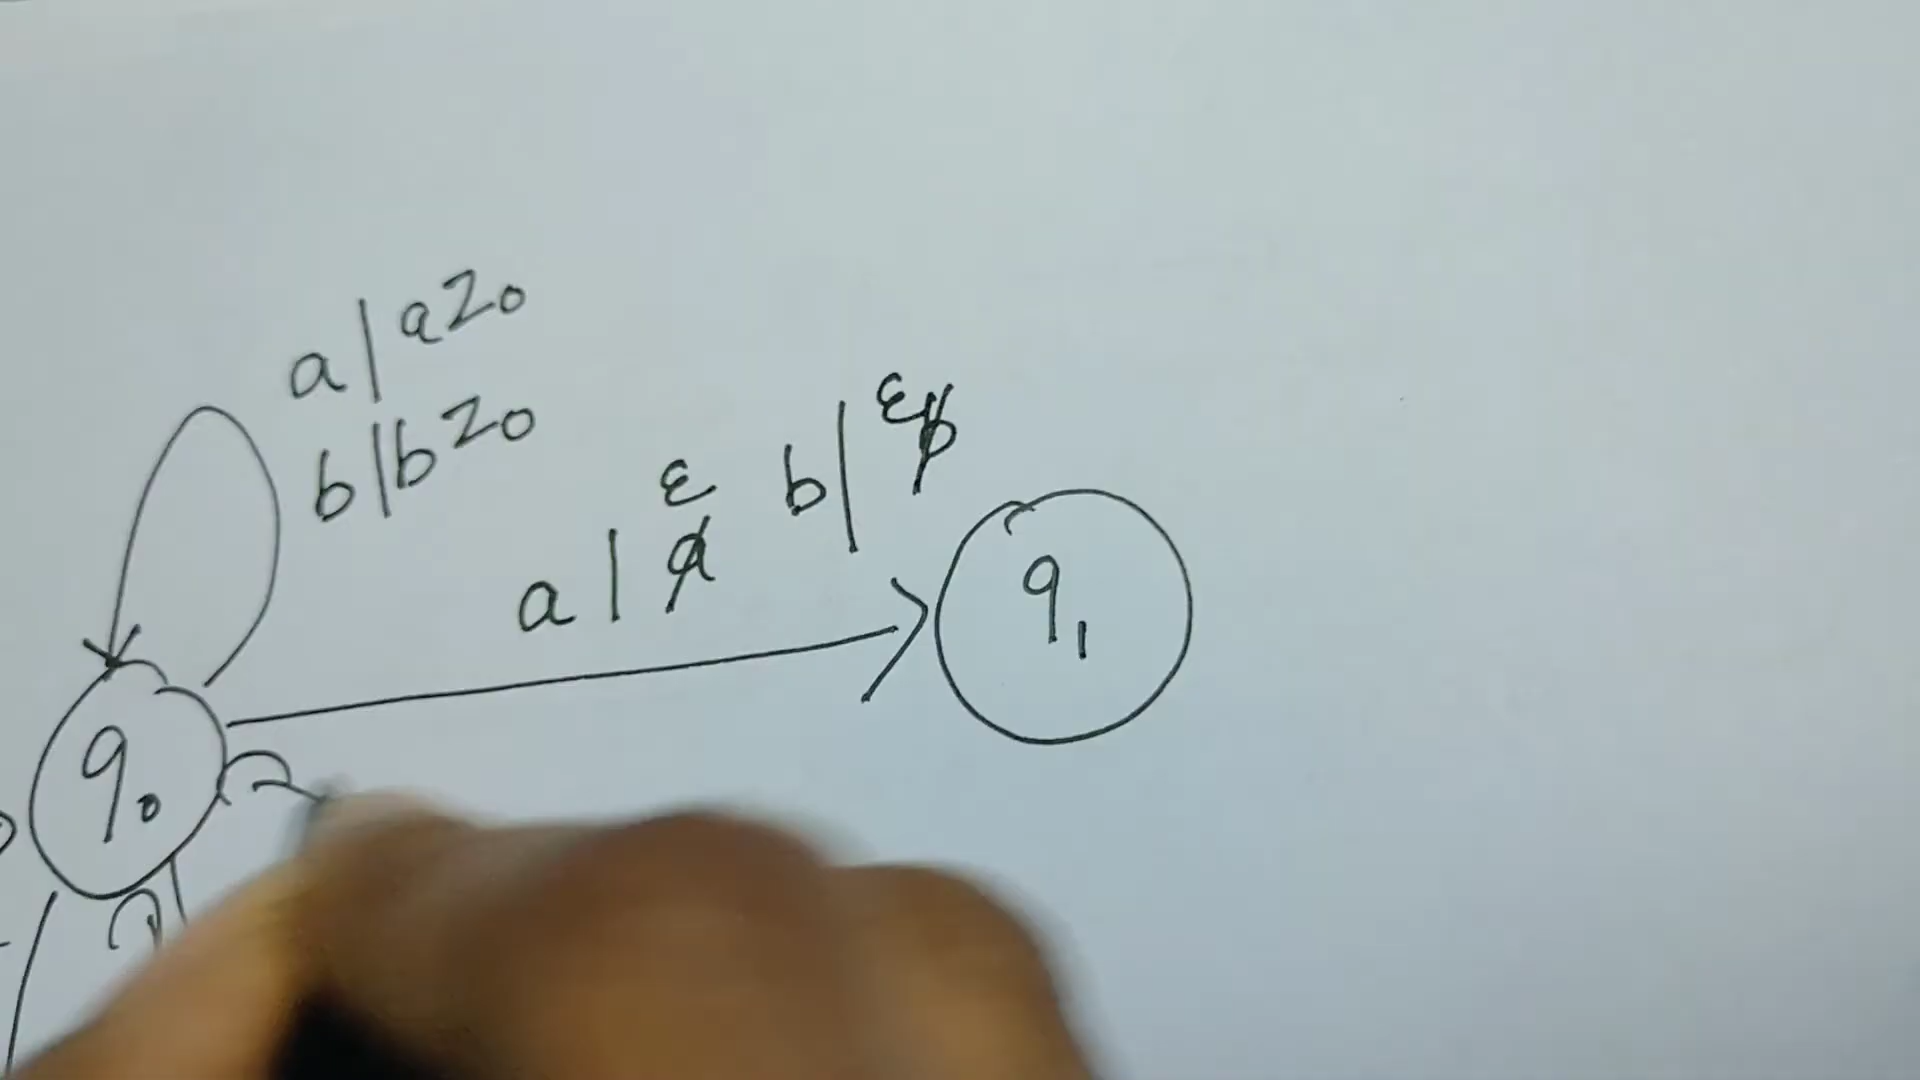 a|az₀
b|bz₀
a|a ε
b|b ε
q₀
q₁